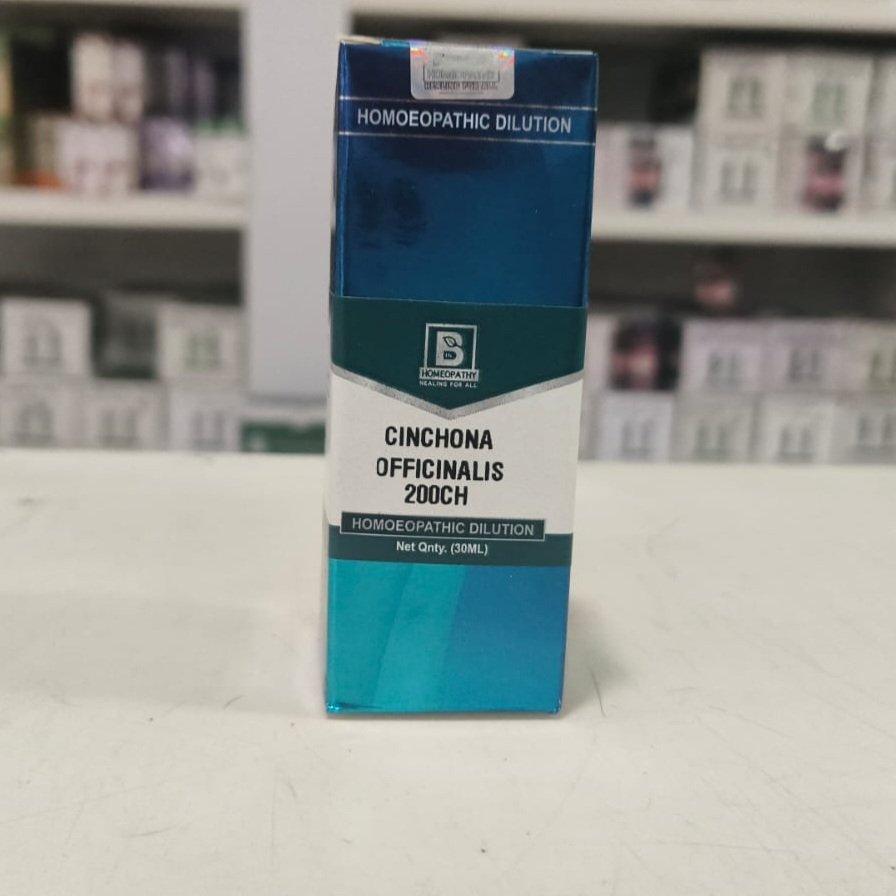 HOMOEOPATHIC DILUTION
B
HOMEOPATHY
HEALING FOR ALL
CINCHONA
OFFICINALIS
200CH
HOMOEOPATHIC DILUTION
Net Qnty. (30ML)